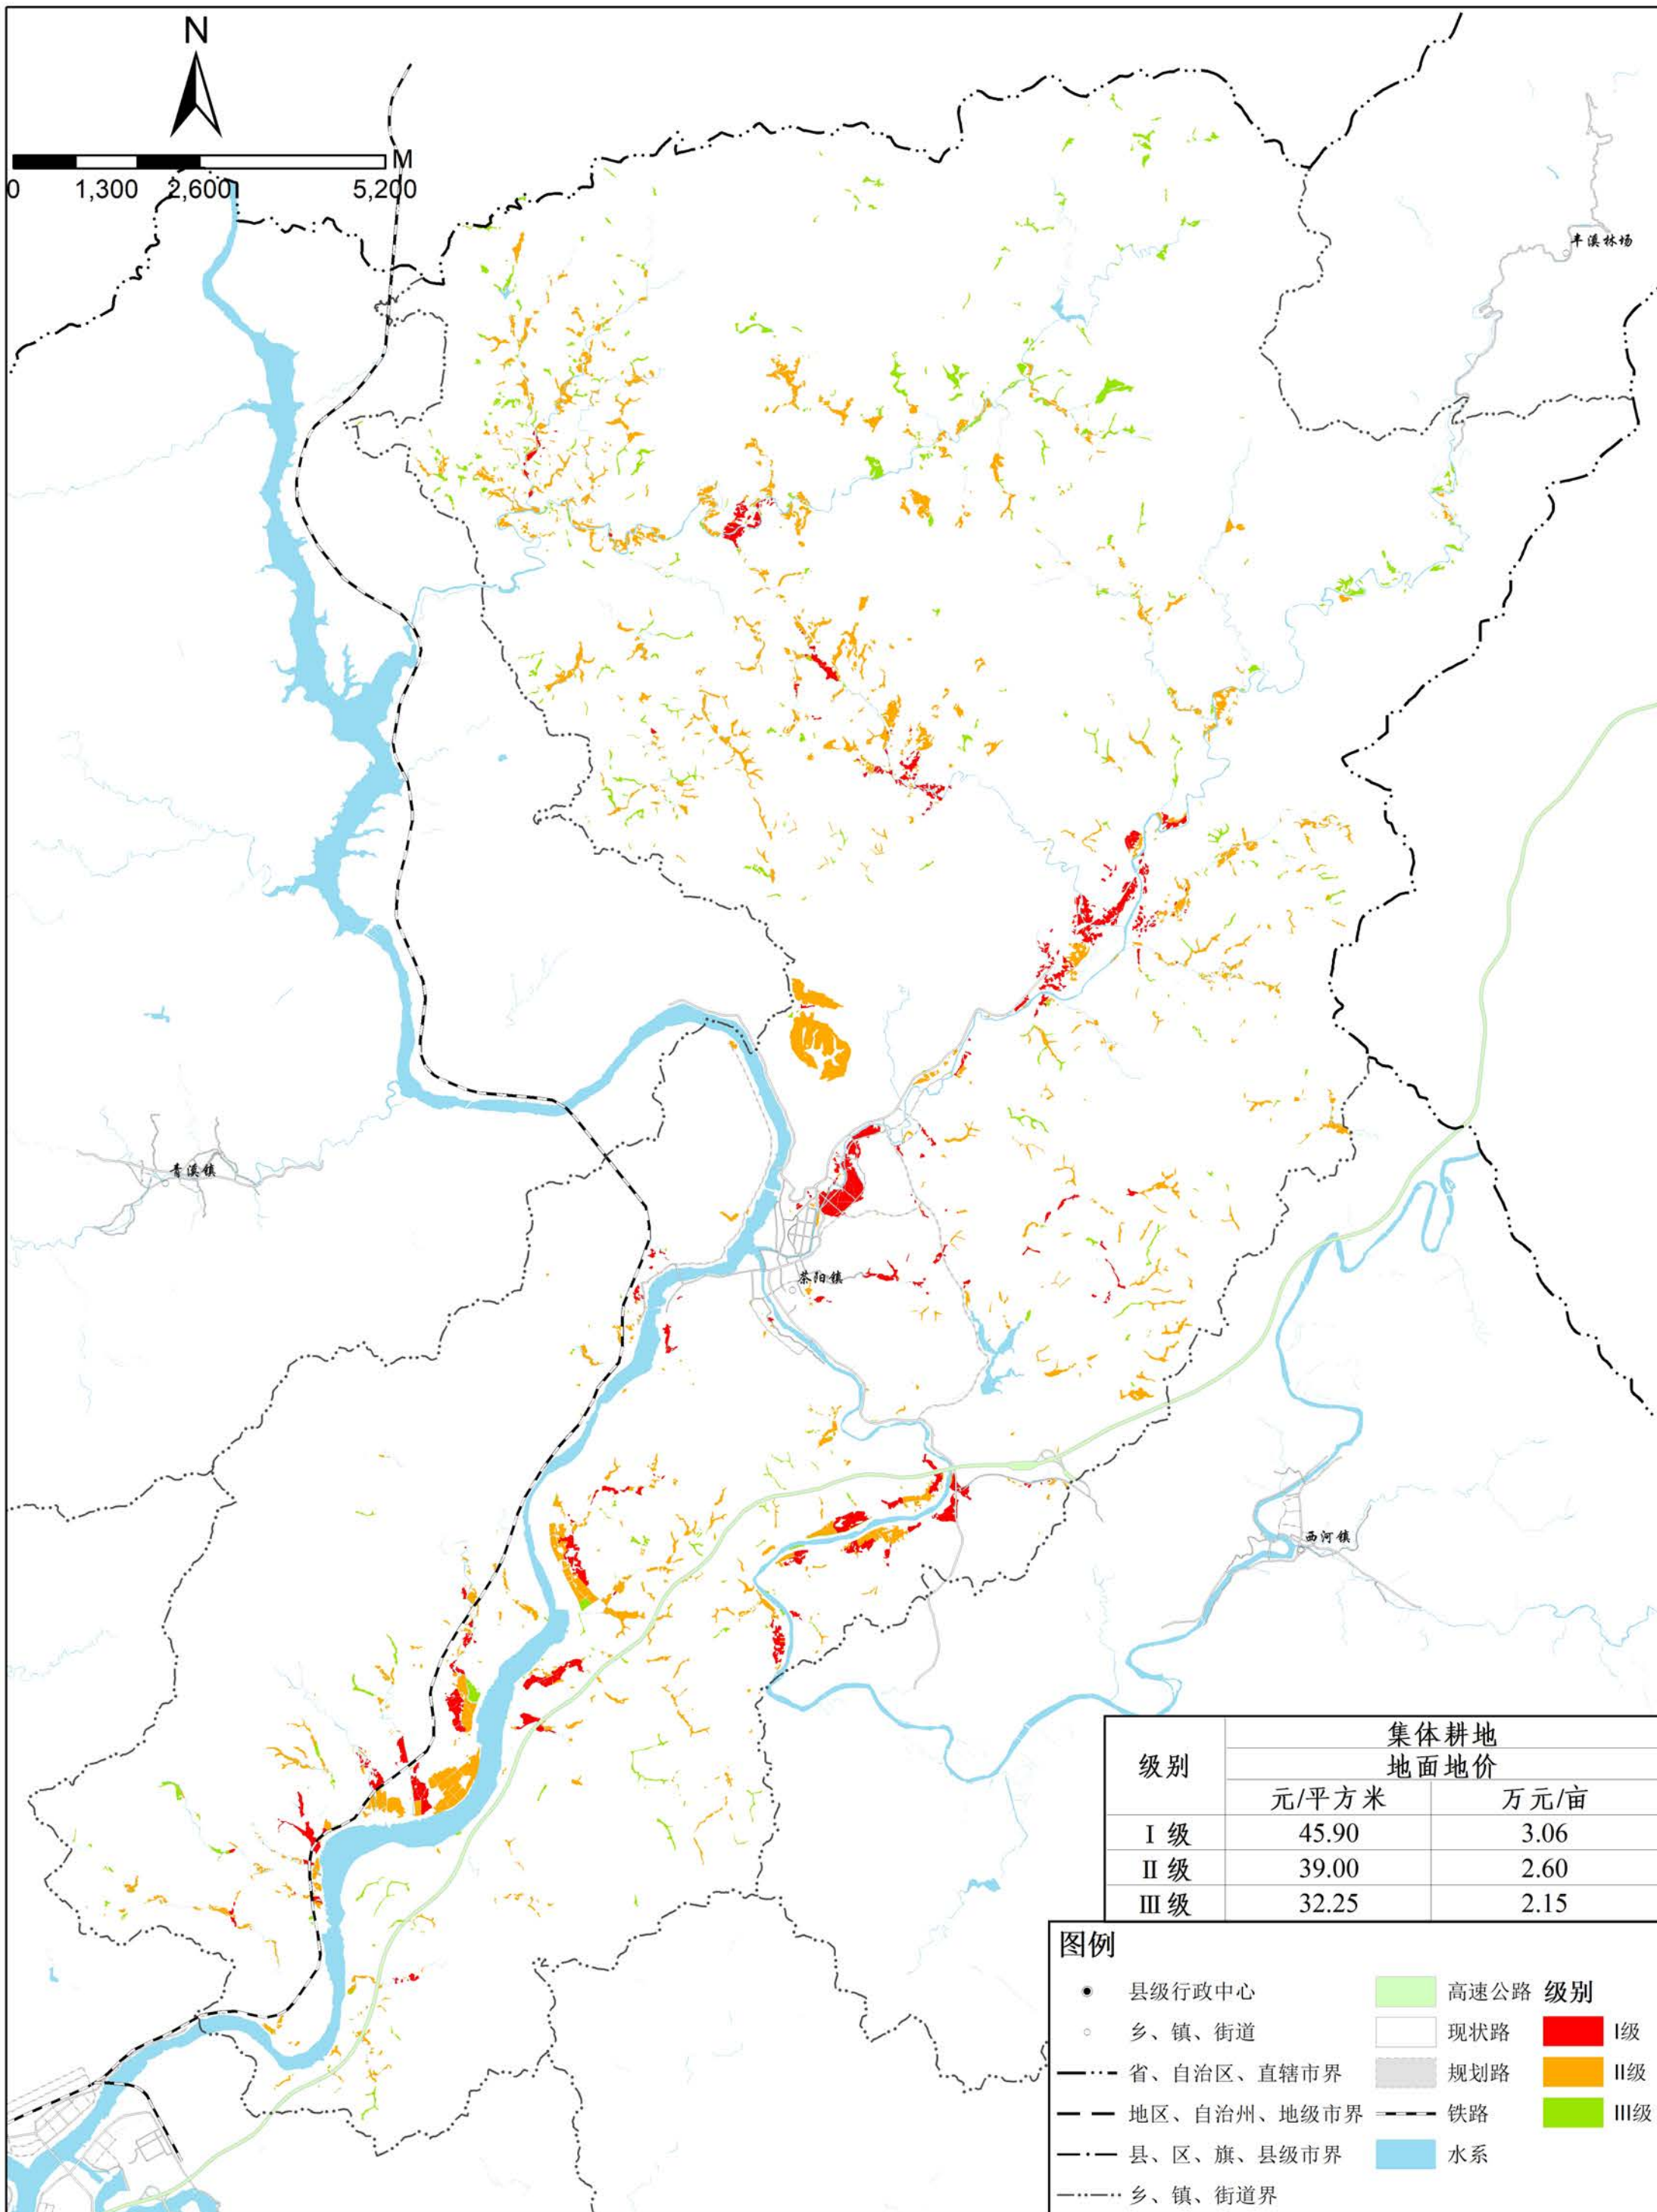 N
M
0 1,300 2,600 5,200
丰溪林场
青溪镇
茶阳镇
西河镇
级别 集体耕地
地面地价
元/平方米 万元/亩
I 级 45.90 3.06
II 级 39.00 2.60
III 级 32.25 2.15
图例
县级行政中心 高速公路 级别
乡、镇、街道 现状路 I级
省、自治区、直辖市界 规划路 II级
地区、自治州、地级市界 铁路 III级
县、区、旗、县级市界 水系
乡、镇、街道界